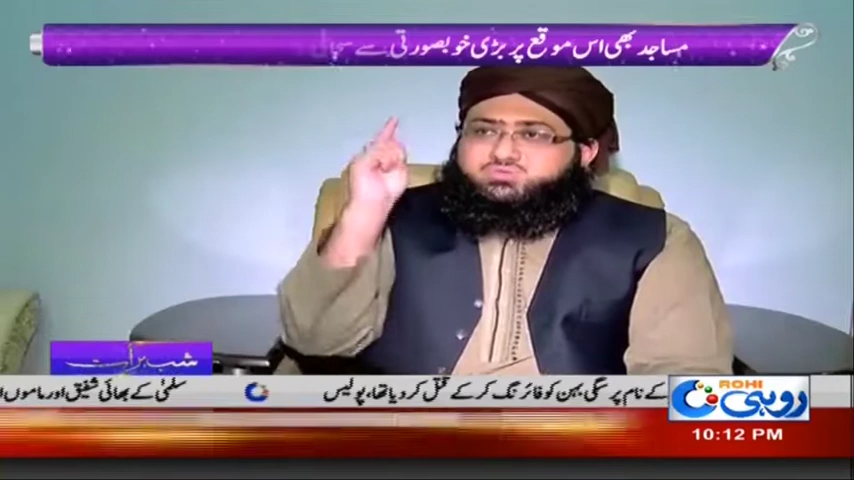 مساجد بھی اس موقع پر بڑی خوبصورتی سے سجائی
شب برأت
کے نام پر سگی بہن کو فائرنگ کر کے قتل کر دیا تھا، پولیس
سلمیٰ کے بھائی شفیق اور ماموں
ROHI
روہی
10:12 PM